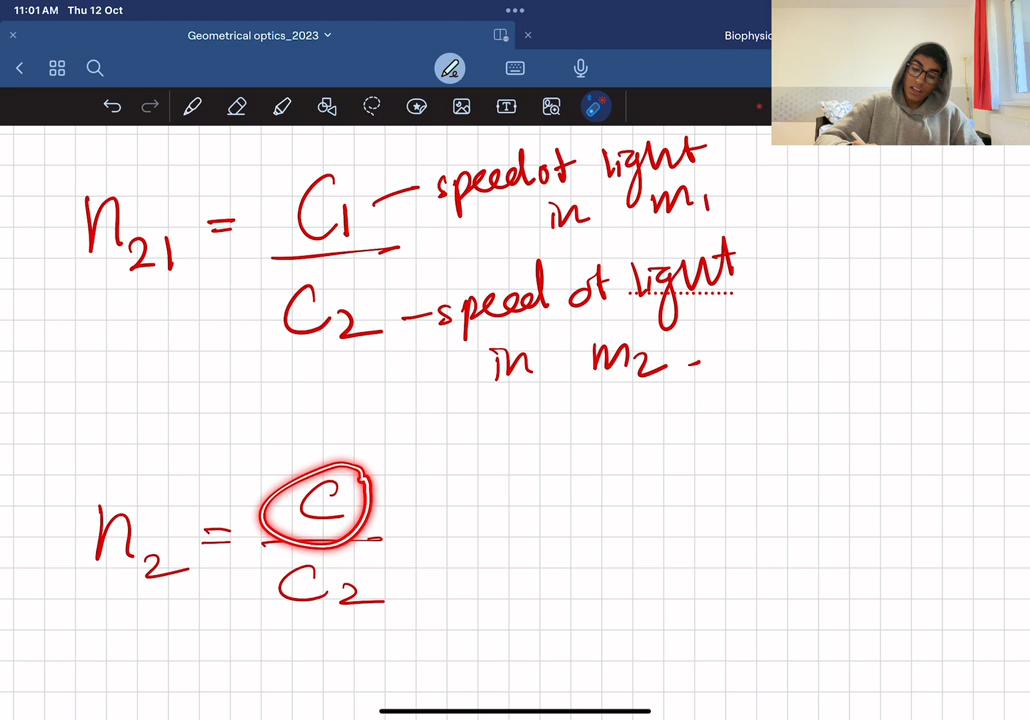 11:01 AM Thu 12 Oct
Geometrical optics_2023
Biophysic
n21 = C1 — speed of light in m1
C2 — speed of light in m2 .
n2 = C
C2